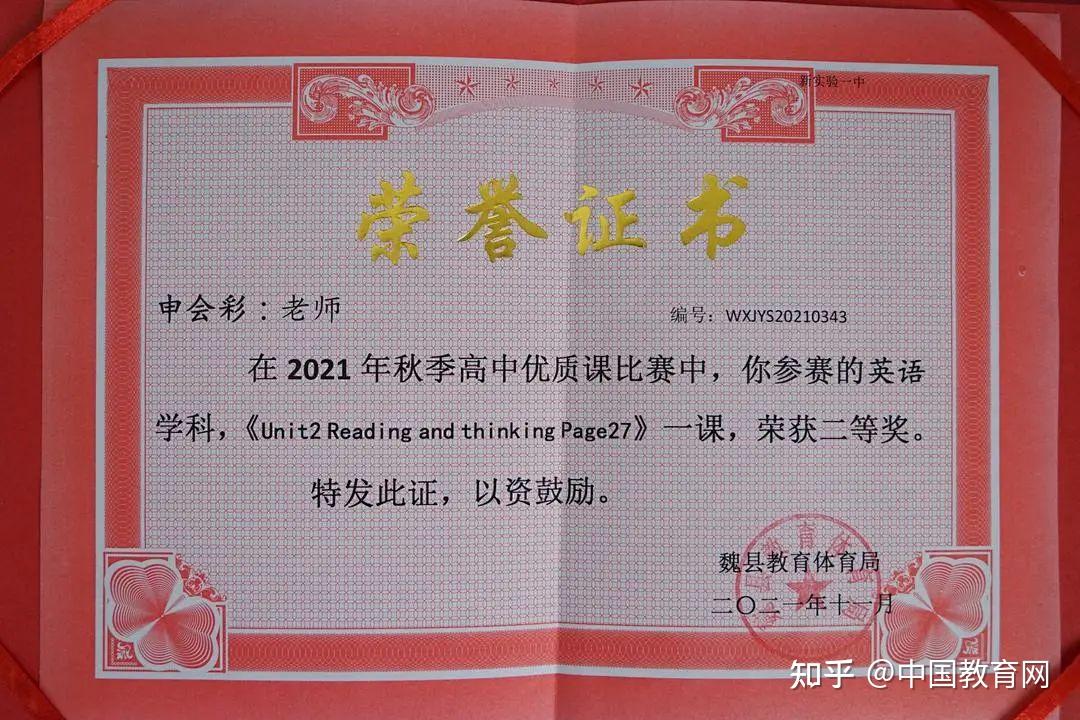 新实验一中
荣誉证书
申会彩：老师
编号：WXJYS20210343
在 2021 年秋季高中优质课比赛中，你参赛的英语
学科，《Unit2 Reading and thinking Page27》一课，荣获二等奖。
特发此证，以资鼓励。
魏县教育体育局
二〇二一年十一月
知乎 @中国教育网